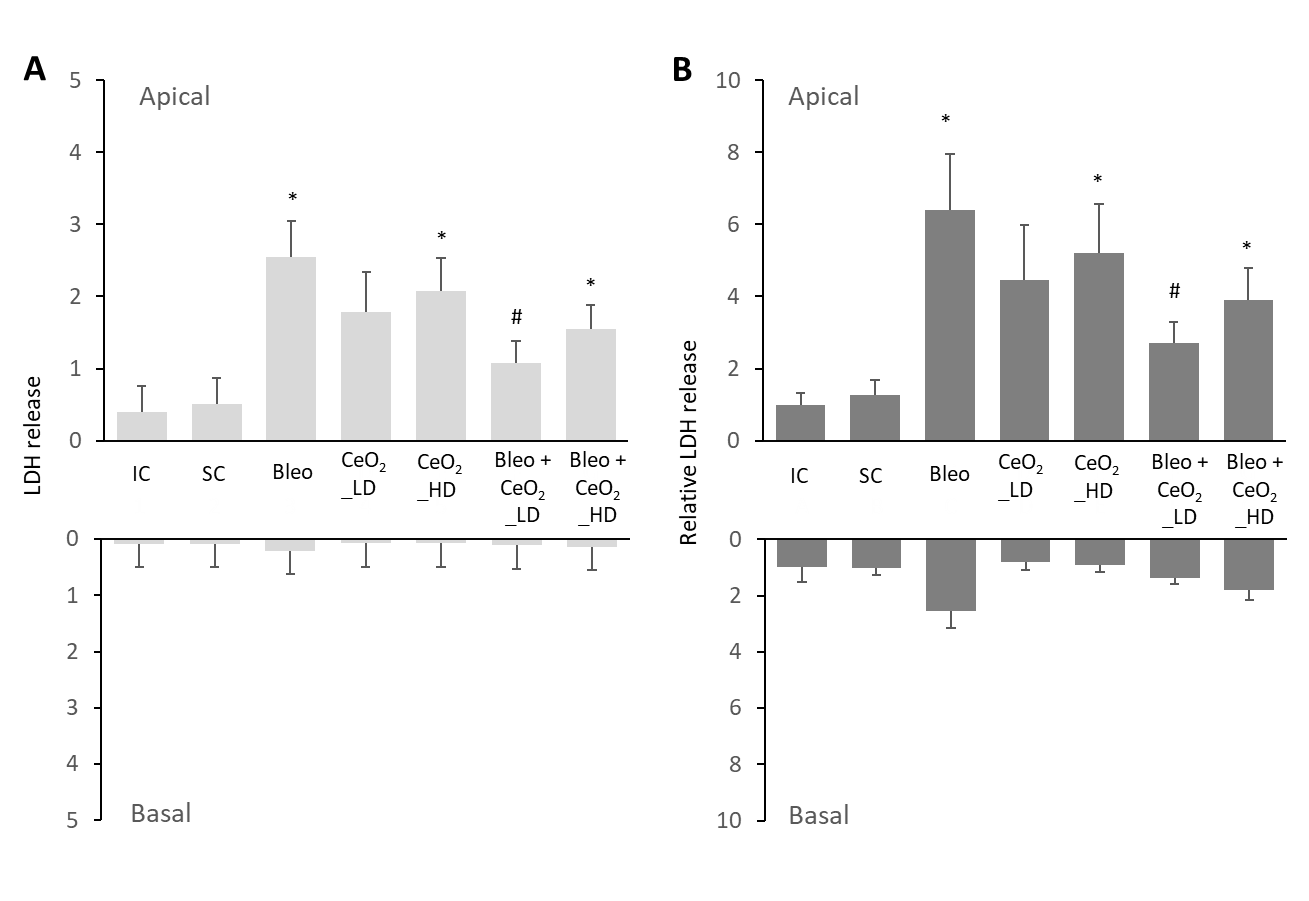 A
Apical
LDH release
5
4
3
2
1
0
*
*
#
*
IC
SC
Bleo
CeO2
_LD
CeO2
_HD
Bleo +
CeO2
_LD
Bleo +
CeO2
_HD
0
1
2
3
4
5
Basal
B
Apical
Relative LDH release
10
8
6
4
2
0
*
*
#
*
IC
SC
Bleo
CeO2
_LD
CeO2
_HD
Bleo +
CeO2
_LD
Bleo +
CeO2
_HD
0
2
4
6
8
10
Basal